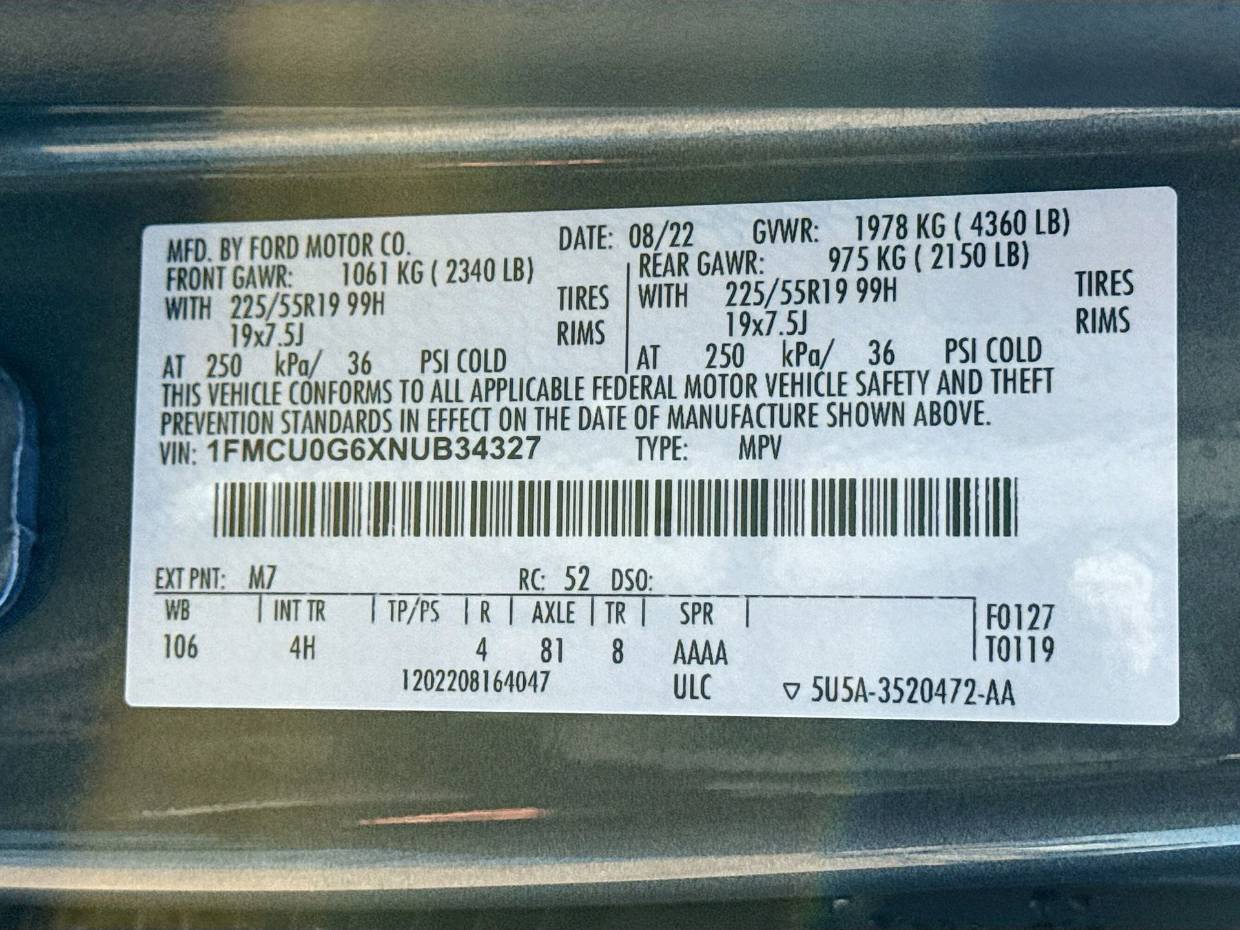 MFD. BY FORD MOTOR CO. DATE: 08/22 GVWR: 1978 KG ( 4360 LB)
FRONT GAWR: 1061 KG ( 2340 LB) REAR GAWR: 975 KG ( 2150 LB)
WITH 225/55R19 99H TIRES WITH 225/55R19 99H TIRES
19x7.5J RIMS 19x7.5J RIMS
AT 250 kPa/ 36 PSI COLD AT 250 kPa/ 36 PSI COLD
THIS VEHICLE CONFORMS TO ALL APPLICABLE FEDERAL MOTOR VEHICLE SAFETY AND THEFT
PREVENTION STANDARDS IN EFFECT ON THE DATE OF MANUFACTURE SHOWN ABOVE.
VIN: 1FMCU0G6XNUB34327 TYPE: MPV
EXT PNT: M7 RC: 52 DSO:
WB INT TR TP/PS R AXLE TR SPR F0127
106 4H 4 81 8 AAAA T0119
1202208164047 ULC ▽ 5U5A-3520472-AA